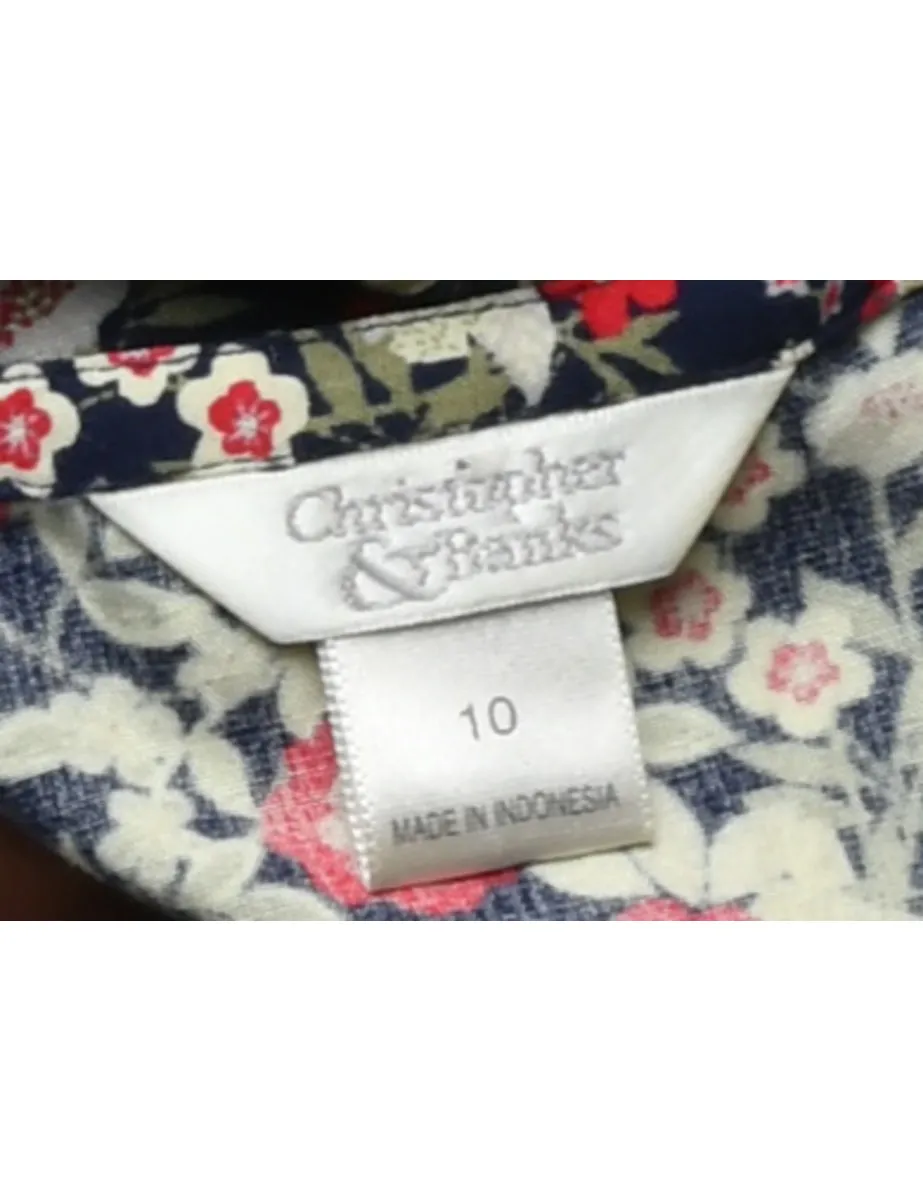 Christopher
& Banks
10
MADE IN INDONESIA